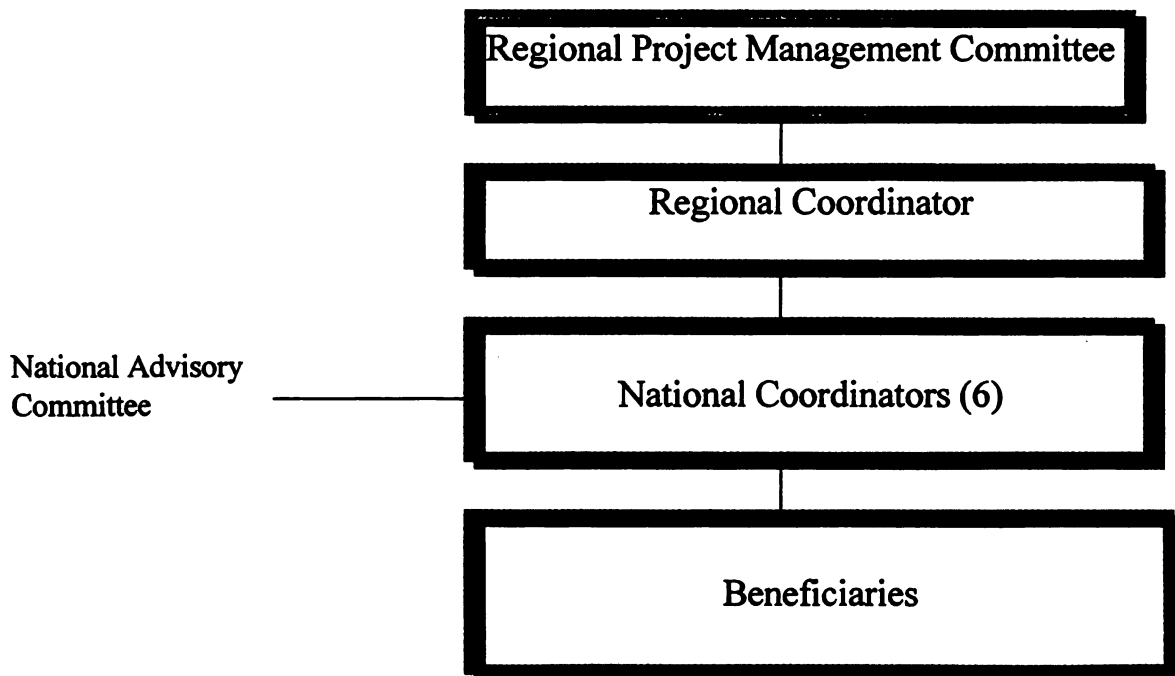 Regional Project Management Committee
Regional Coordinator
National Advisory
Committee
National Coordinators (6)
Beneficiaries